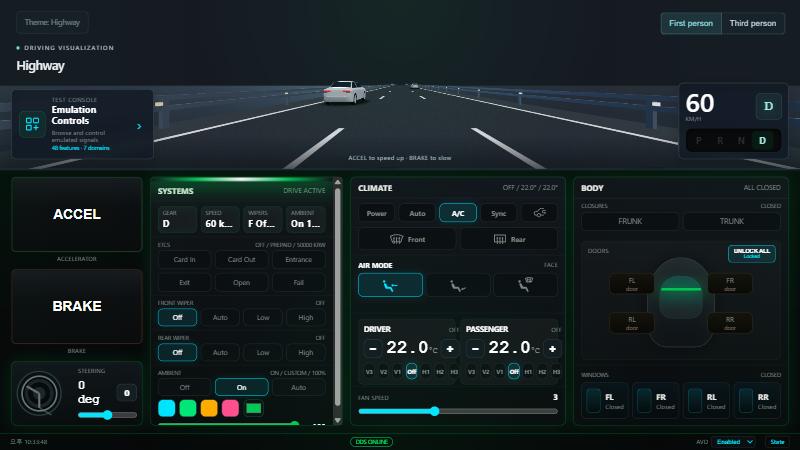 Theme: Highway
First person
Third person
DRIVING VISUALIZATION
Highway
TEST CONSOLE
Emulation
Controls
Browse and control
emulated signals
48 features · 7 domains
60
KM/H
D
P R N D
ACCEL to speed up · BRAKE to slow
ACCEL
ACCELERATOR
BRAKE
BRAKE
STEERING
0
deg
0
SYSTEMS
DRIVE ACTIVE
GEAR
D
SPEED
60 k...
WIPERS
F Of...
AMBIENT
On 1...
ETCS
OFF / PREPAID / 50000 KRW
Card In
Card Out
Entrance
Exit
Open
Fail
FRONT WIPER
OFF
Off
Auto
Low
High
REAR WIPER
OFF
Off
Auto
Low
High
AMBIENT
ON / CUSTOM / 100%
Off
On
Auto
CLIMATE
OFF / 22.0° / 22.0°
Power
Auto
A/C
Sync
Front
Rear
AIR MODE
FACE
DRIVER
OFF
− 22.0°C +
V3 V2 V1 Off H1 H2 H3
PASSENGER
OFF
− 22.0°C +
V3 V2 V1 Off H1 H2 H3
FAN SPEED
3
BODY
ALL CLOSED
CLOSURES
CLOSED
FRUNK
TRUNK
DOORS
UNLOCK ALL
Locked
FL
door
FR
door
RL
door
RR
door
WINDOWS
CLOSED
FL
Closed
FR
Closed
RL
Closed
RR
Closed
오후 10:33:48
DDS ONLINE
AVD
Enabled
State